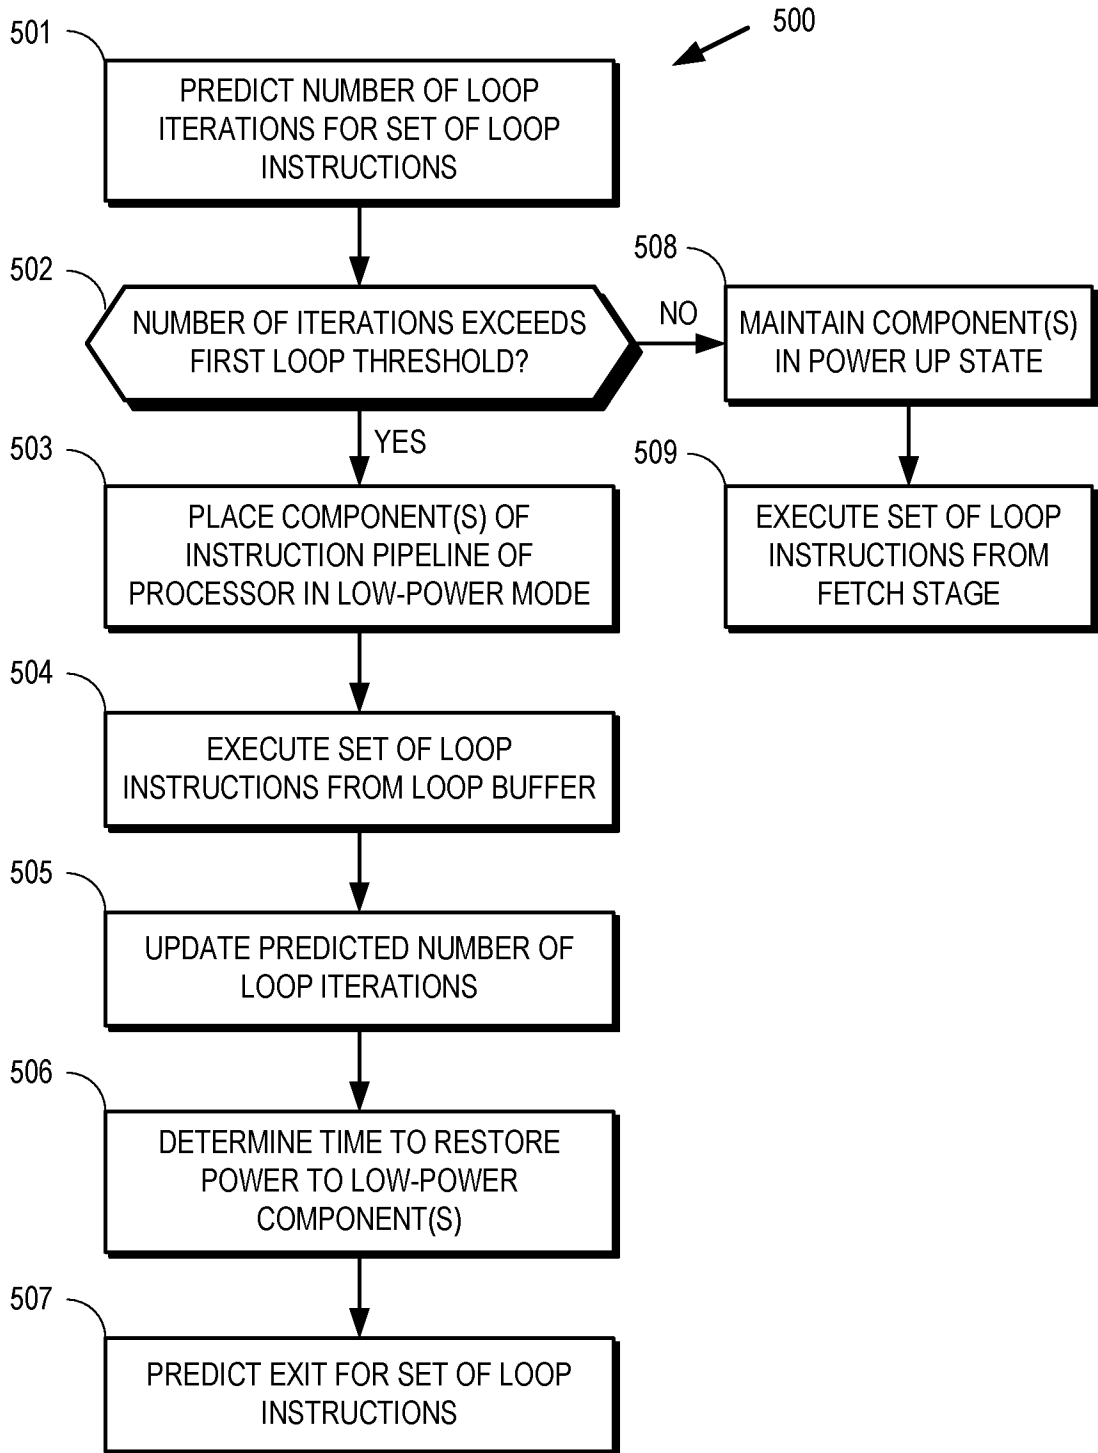 500
501
PREDICT NUMBER OF LOOP
ITERATIONS FOR SET OF LOOP
INSTRUCTIONS
502
NUMBER OF ITERATIONS EXCEEDS
FIRST LOOP THRESHOLD?
NO
508
MAINTAIN COMPONENT(S)
IN POWER UP STATE
YES
503
PLACE COMPONENT(S) OF
INSTRUCTION PIPELINE OF
PROCESSOR IN LOW-POWER MODE
509
EXECUTE SET OF LOOP
INSTRUCTIONS FROM
FETCH STAGE
504
EXECUTE SET OF LOOP
INSTRUCTIONS FROM LOOP BUFFER
505
UPDATE PREDICTED NUMBER OF
LOOP ITERATIONS
506
DETERMINE TIME TO RESTORE
POWER TO LOW-POWER
COMPONENT(S)
507
PREDICT EXIT FOR SET OF LOOP
INSTRUCTIONS